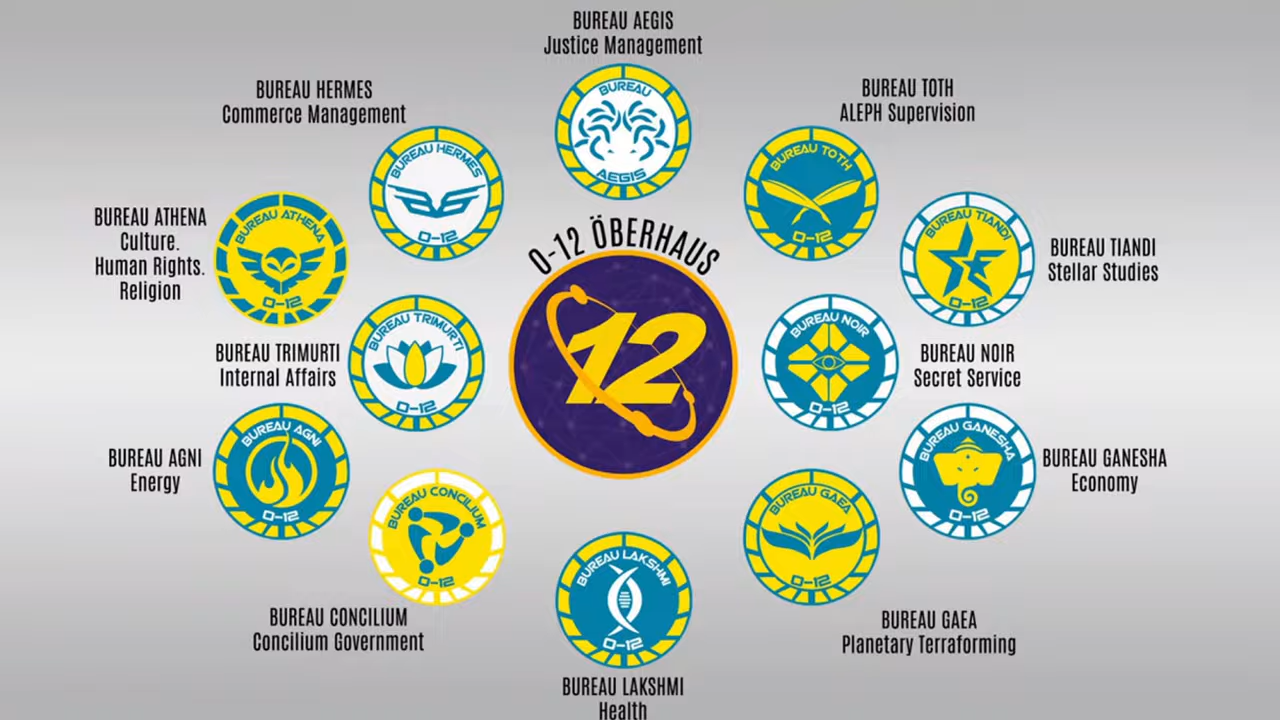 BUREAU AEGIS
Justice Management
BUREAU
AEGIS
BUREAU HERMES
Commerce Management
BUREAU HERMES
O-12
BUREAU TOTH
ALEPH Supervision
BUREAU TOTH
O-12
BUREAU ATHENA
Culture.
Human Rights.
Religion
BUREAU ATHENA
O-12
BUREAU TIANDI
O-12
BUREAU TIANDI
Stellar Studies
O-12 ÖBERHAUS
12
BUREAU TRIMURTI
Internal Affairs
BUREAU TRIMURTI
O-12
BUREAU NOIR
O-12
BUREAU NOIR
Secret Service
BUREAU AGNI
Energy
BUREAU AGNI
O-12
BUREAU GANESHA
O-12
BUREAU GANESHA
Economy
BUREAU CONCILIUM
O-12
BUREAU CONCILIUM
Concilium Government
BUREAU GAEA
O-12
BUREAU GAEA
Planetary Terraforming
BUREAU LAKSHMI
O-12
BUREAU LAKSHMI
Health